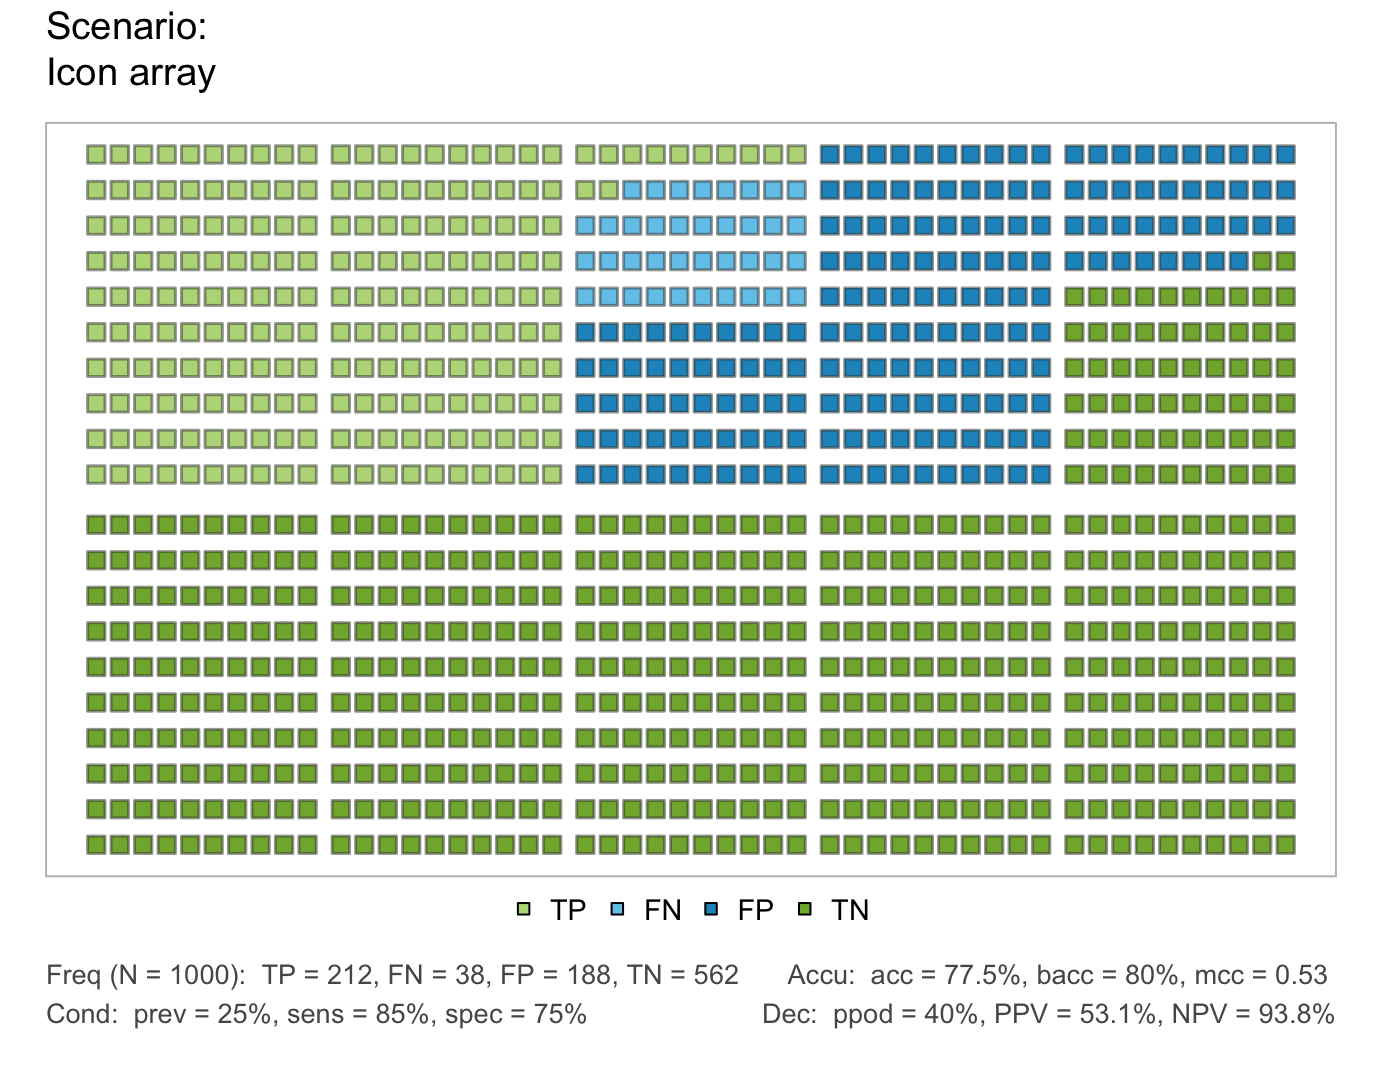 Scenario:
Icon array
TP FN FP TN
Freq (N = 1000):  TP = 212, FN = 38, FP = 188, TN = 562 Accu:  acc = 77.5%, bacc = 80%, mcc = 0.53
Cond:  prev = 25%, sens = 85%, spec = 75% Dec:  ppod = 40%, PPV = 53.1%, NPV = 93.8%